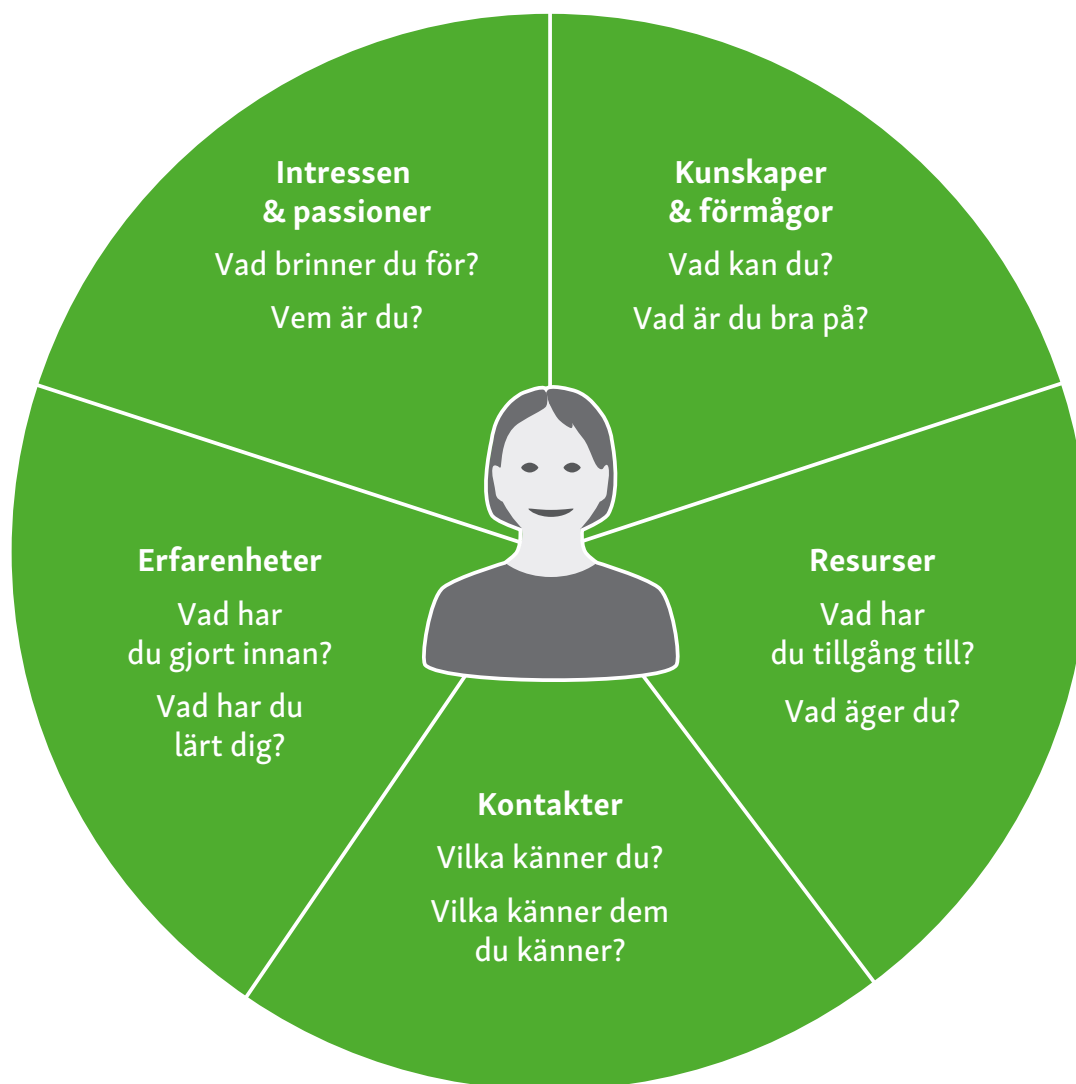 Intressen
& passioner
Vad brinner du för?
Vem är du?
Kunskaper
& förmågor
Vad kan du?
Vad är du bra på?
Erfarenheter
Vad har
du gjort innan?
Vad har du
lärt dig?
Resurser
Vad har
du tillgång till?
Vad äger du?
Kontakter
Vilka känner du?
Vilka känner dem
du känner?